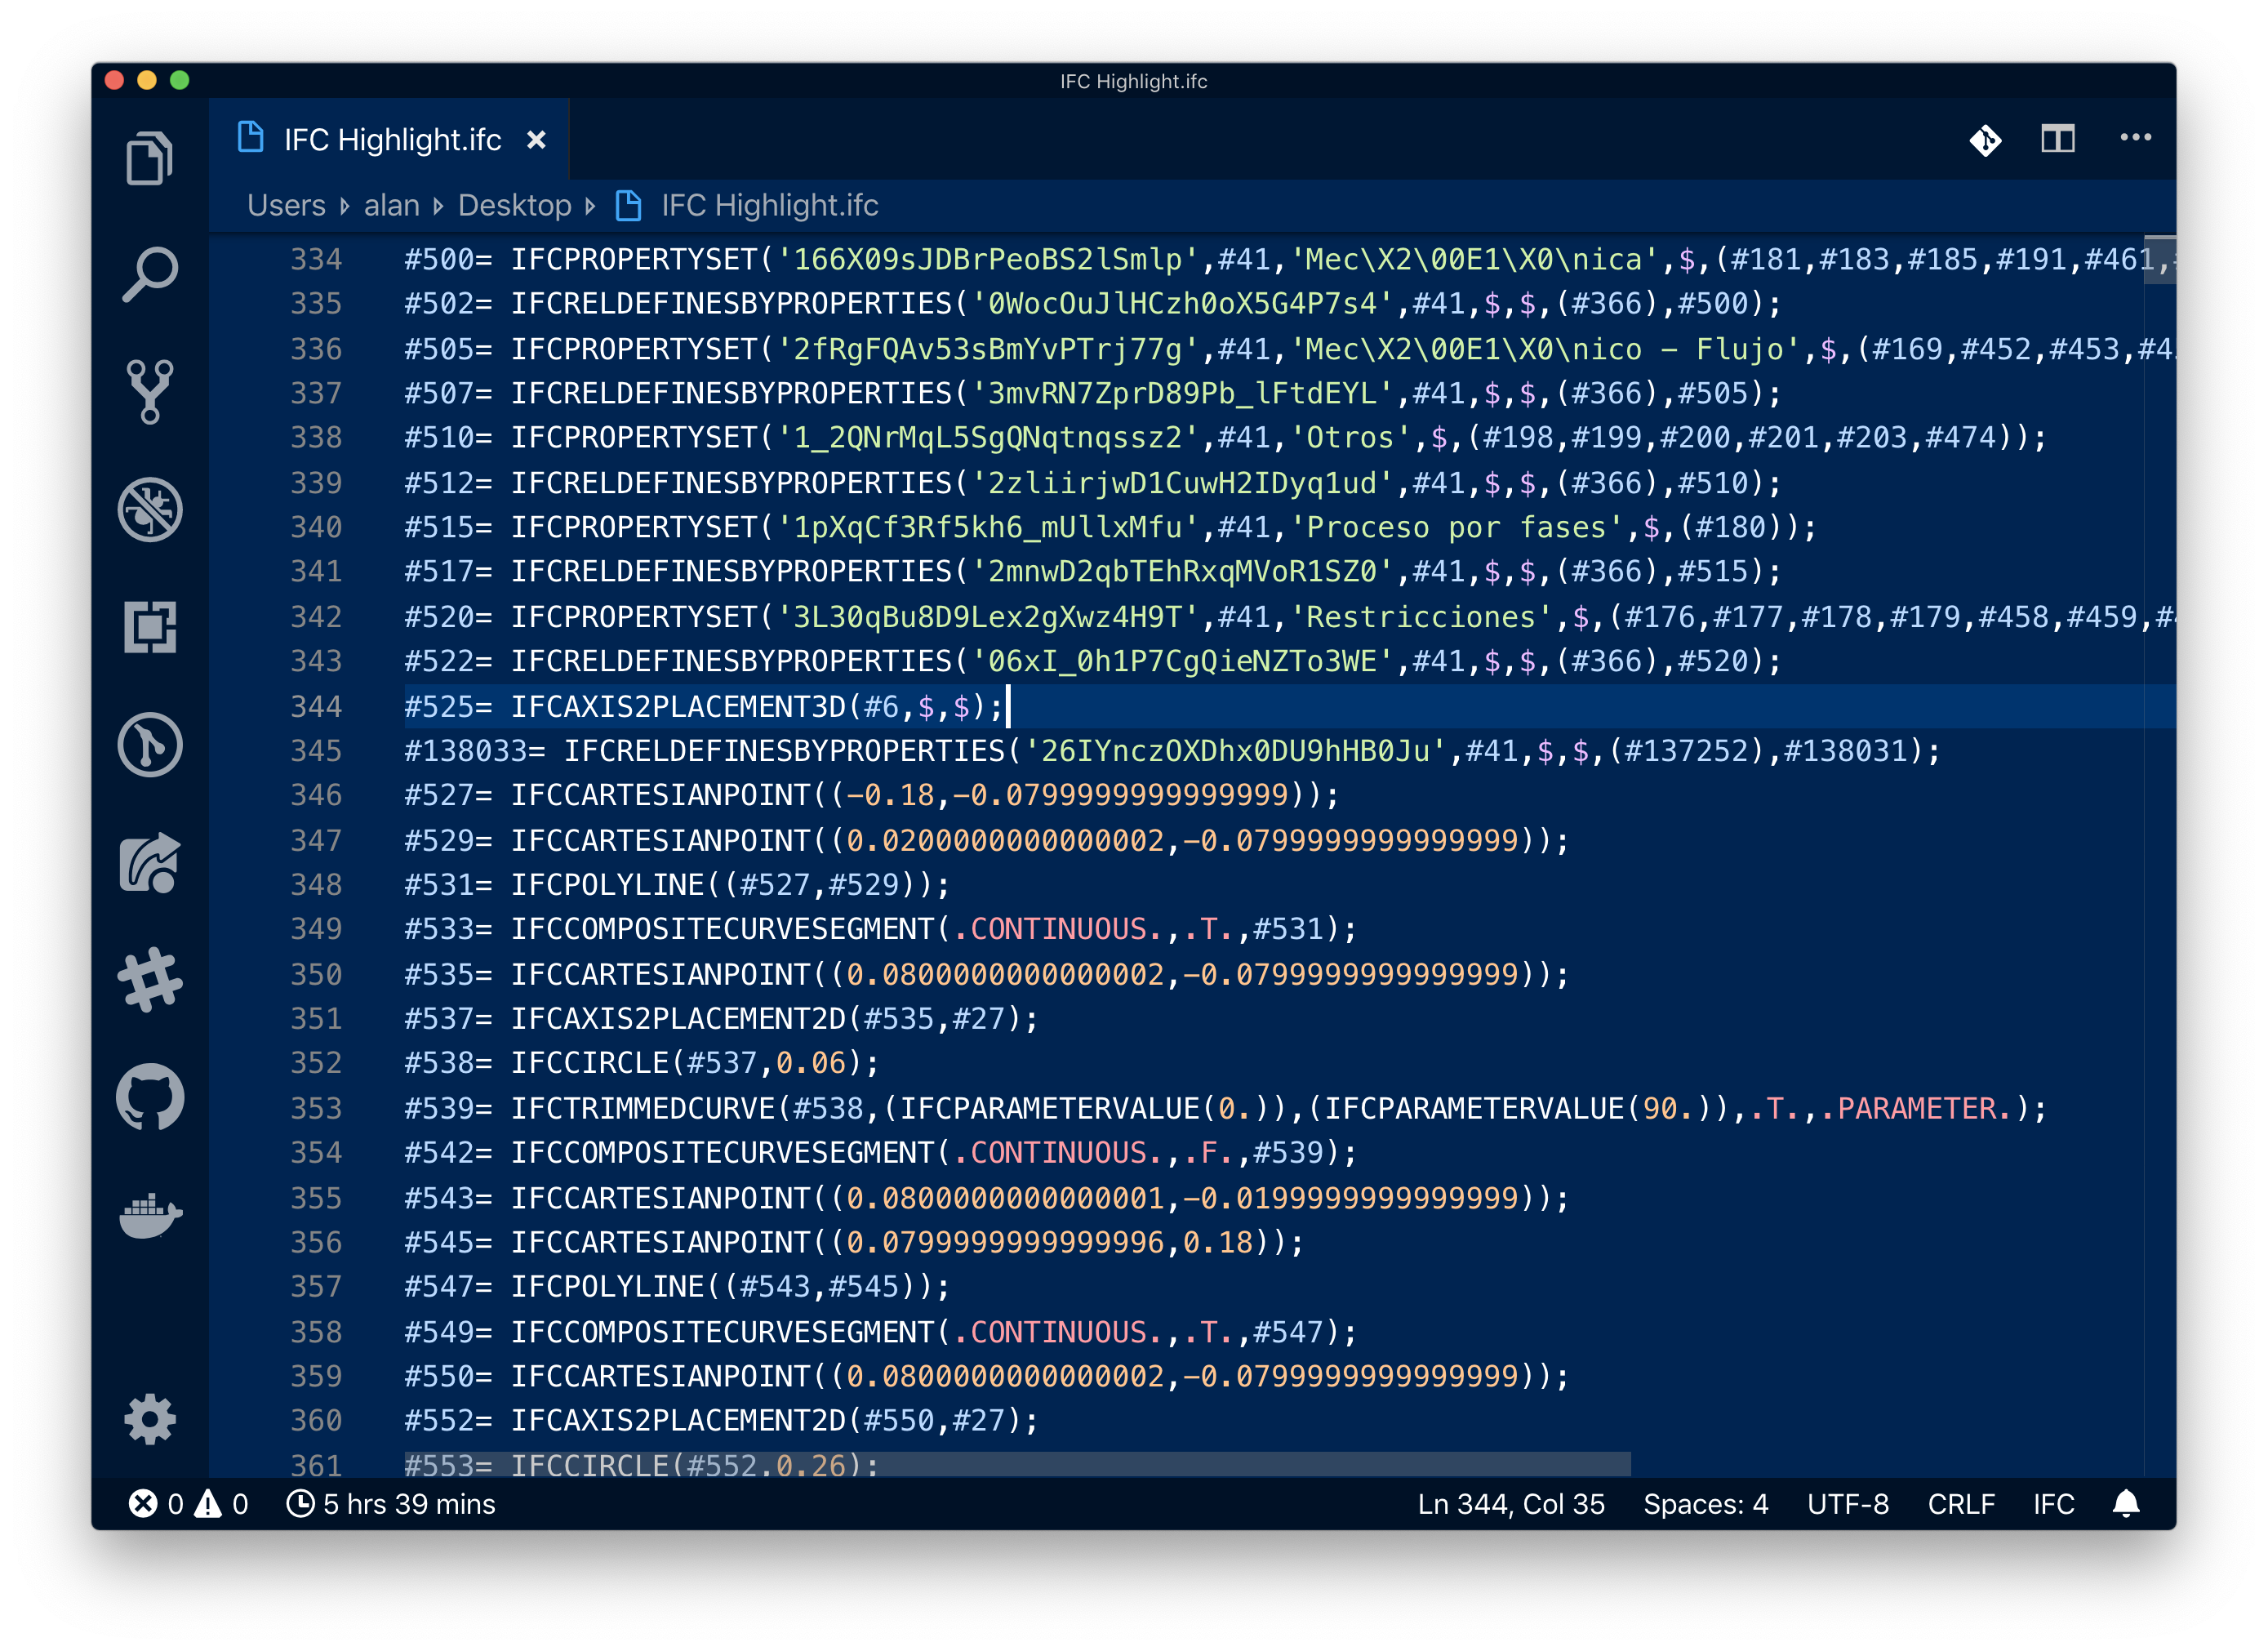 IFC Highlight.ifc
IFC Highlight.ifc
Users alan Desktop IFC Highlight.ifc
334 #500= IFCPROPERTYSET('166X09sJDBrPeoBS2lSmlp',#41,'Mec\X2\00E1\X0\nica',$,(#181,#183,#185,#191,#461,
335 #502= IFCRELDEFINESBYPROPERTIES('0WocOuJlHCzh0oX5G4P7s4',#41,$,$,(#366),#500);
336 #505= IFCPROPERTYSET('2fRgFQAv53sBmYvPTrj77g',#41,'Mec\X2\00E1\X0\nico - Flujo',$,(#169,#452,#453,#4
337 #507= IFCRELDEFINESBYPROPERTIES('3mvRN7ZprD89Pb_lFtdEYL',#41,$,$,(#366),#505);
338 #510= IFCPROPERTYSET('1_2QNrMqL5SgQNqtnqssz2',#41,'Otros',$,(#198,#199,#200,#201,#203,#474));
339 #512= IFCRELDEFINESBYPROPERTIES('2zliirjwD1CuwH2IDyq1ud',#41,$,$,(#366),#510);
340 #515= IFCPROPERTYSET('1pXqCf3Rf5kh6_mUllxMfu',#41,'Proceso por fases',$,(#180));
341 #517= IFCRELDEFINESBYPROPERTIES('2mnwD2qbTEhRxqMVoR1SZ0',#41,$,$,(#366),#515);
342 #520= IFCPROPERTYSET('3L30qBu8D9Lex2gXwz4H9T',#41,'Restricciones',$,(#176,#177,#178,#179,#458,#459,#
343 #522= IFCRELDEFINESBYPROPERTIES('06xI_0h1P7CgQieNZTo3WE',#41,$,$,(#366),#520);
344 #525= IFCAXIS2PLACEMENT3D(#6,$,$);
345 #138033= IFCRELDEFINESBYPROPERTIES('26IYnczOXDhx0DU9hHB0Ju',#41,$,$,(#137252),#138031);
346 #527= IFCCARTESIANPOINT((-0.18,-0.0799999999999999));
347 #529= IFCCARTESIANPOINT((0.0200000000000002,-0.0799999999999999));
348 #531= IFCPOLYLINE((#527,#529));
349 #533= IFCCOMPOSITECURVESEGMENT(.CONTINUOUS.,.T.,#531);
350 #535= IFCCARTESIANPOINT((0.0800000000000002,-0.0799999999999999));
351 #537= IFCAXIS2PLACEMENT2D(#535,#27);
352 #538= IFCCIRCLE(#537,0.06);
353 #539= IFCTRIMMEDCURVE(#538,(IFCPARAMETERVALUE(0.)),(IFCPARAMETERVALUE(90.)),.T.,.PARAMETER.);
354 #542= IFCCOMPOSITECURVESEGMENT(.CONTINUOUS.,.F.,#539);
355 #543= IFCCARTESIANPOINT((0.0800000000000001,-0.0199999999999999));
356 #545= IFCCARTESIANPOINT((0.0799999999999996,0.18));
357 #547= IFCPOLYLINE((#543,#545));
358 #549= IFCCOMPOSITECURVESEGMENT(.CONTINUOUS.,.T.,#547);
359 #550= IFCCARTESIANPOINT((0.0800000000000002,-0.0799999999999999));
360 #552= IFCAXIS2PLACEMENT2D(#550,#27);
361 #553= IFCCIRCLE(#552,0.26);
0 0 5 hrs 39 mins Ln 344, Col 35 Spaces: 4 UTF-8 CRLF IFC